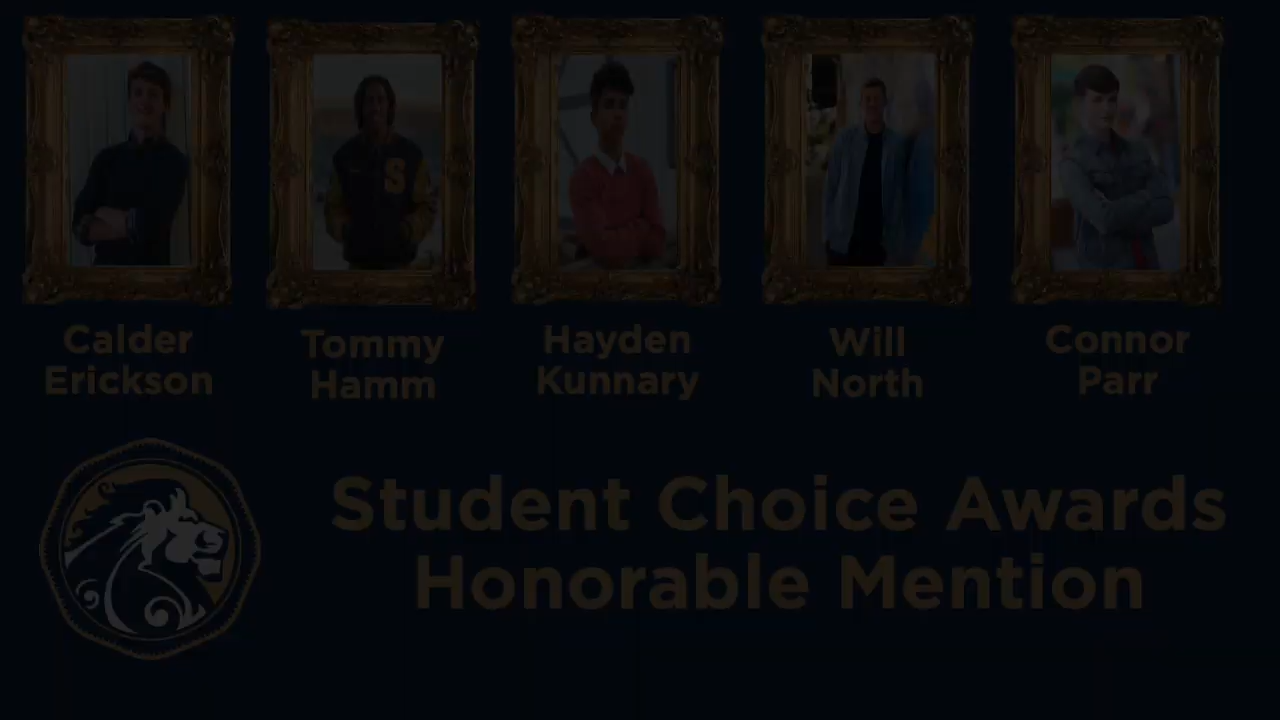 Calder
Erickson
S
Tommy
Hamm
Hayden
Kunnary
Will
North
Connor
Parr
Student Choice Awards
Honorable Mention